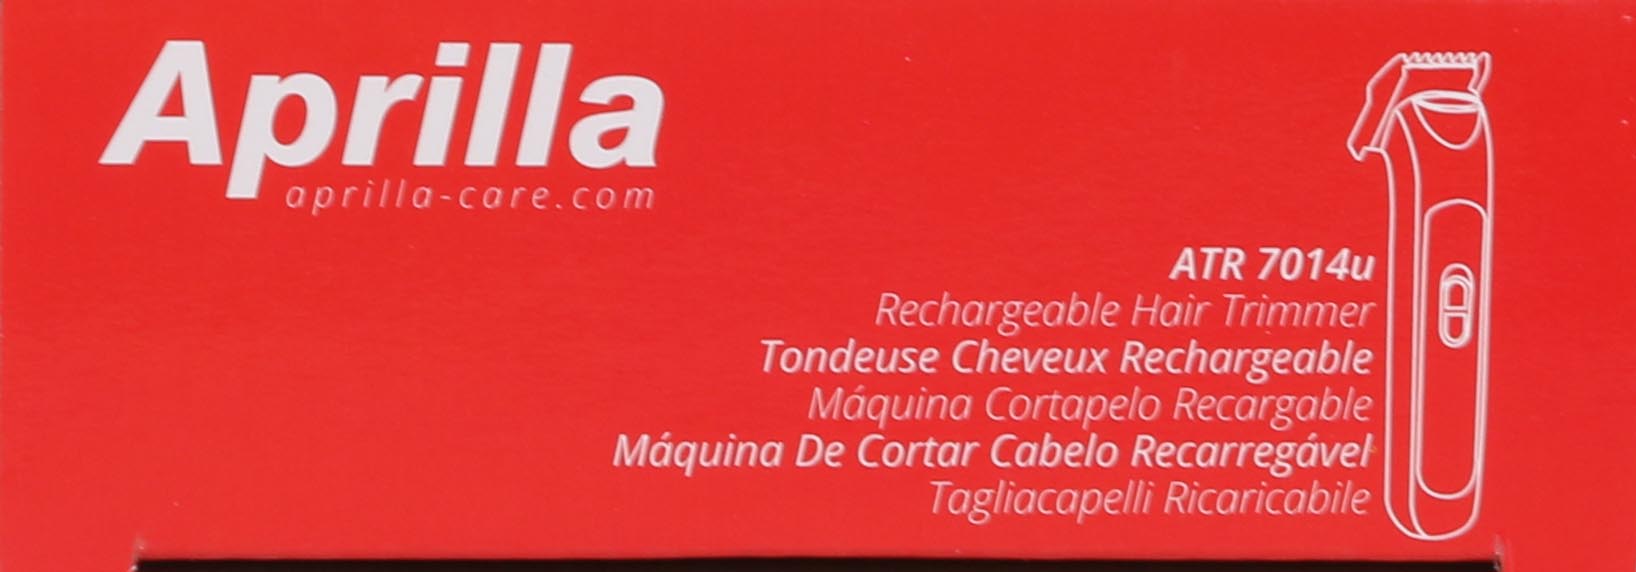 Aprilla
aprilla-care.com
ATR 7014u
Rechargeable Hair Trimmer
Tondeuse Cheveux Rechargeable
Máquina Cortapelo Recargable
Máquina De Cortar Cabelo Recarregável
Tagliacapelli Ricaricabile